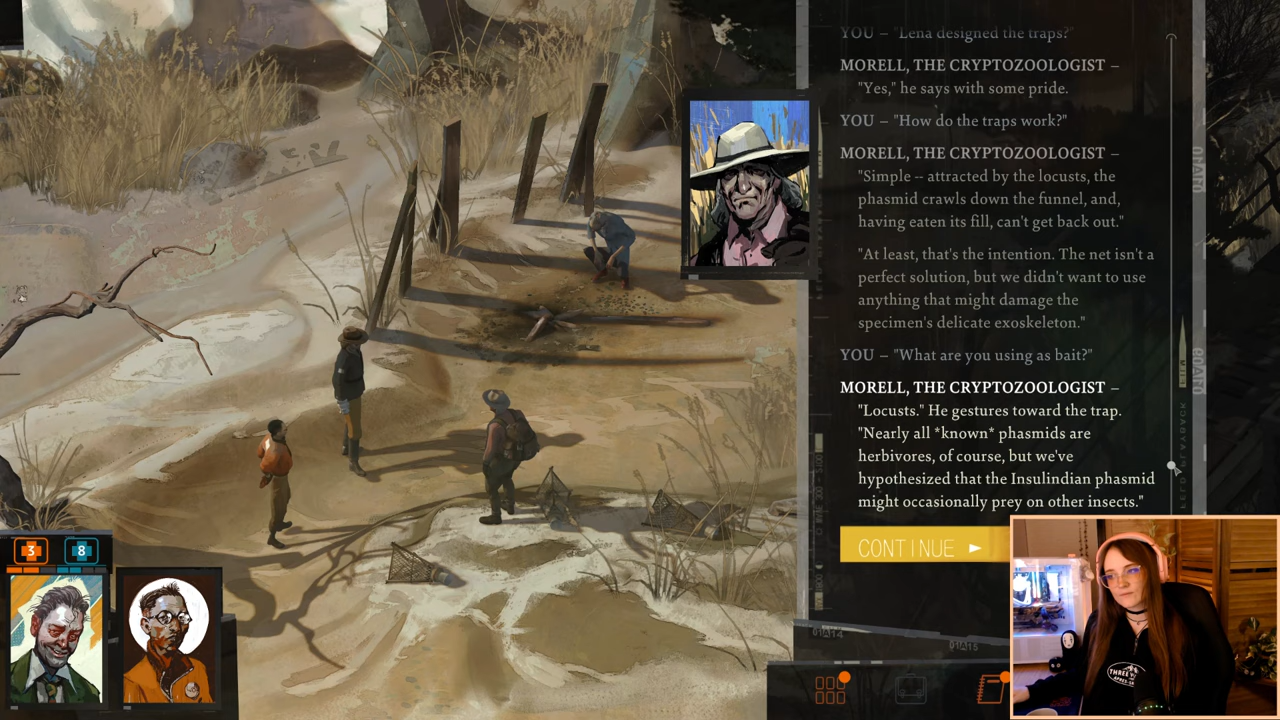 YOU – "Lena designed the traps?"
MORELL, THE CRYPTOZOOLOGIST –
"Yes," he says with some pride.
YOU – "How do the traps work?"
MORELL, THE CRYPTOZOOLOGIST –
"Simple -- attracted by the locusts, the
phasmid crawls down the funnel, and,
having eaten its fill, can't get back out."
"At least, that's the intention. The net isn't a
perfect solution, but we didn't want to use
anything that might damage the
specimen's delicate exoskeleton."
YOU – "What are you using as bait?"
MORELL, THE CRYPTOZOOLOGIST –
"Locusts." He gestures toward the trap.
"Nearly all *known* phasmids are
herbivores, of course, but we've
hypothesized that the Insulindian phasmid
might occasionally prey on other insects."
CONTINUE
3
8
01A14
01A15